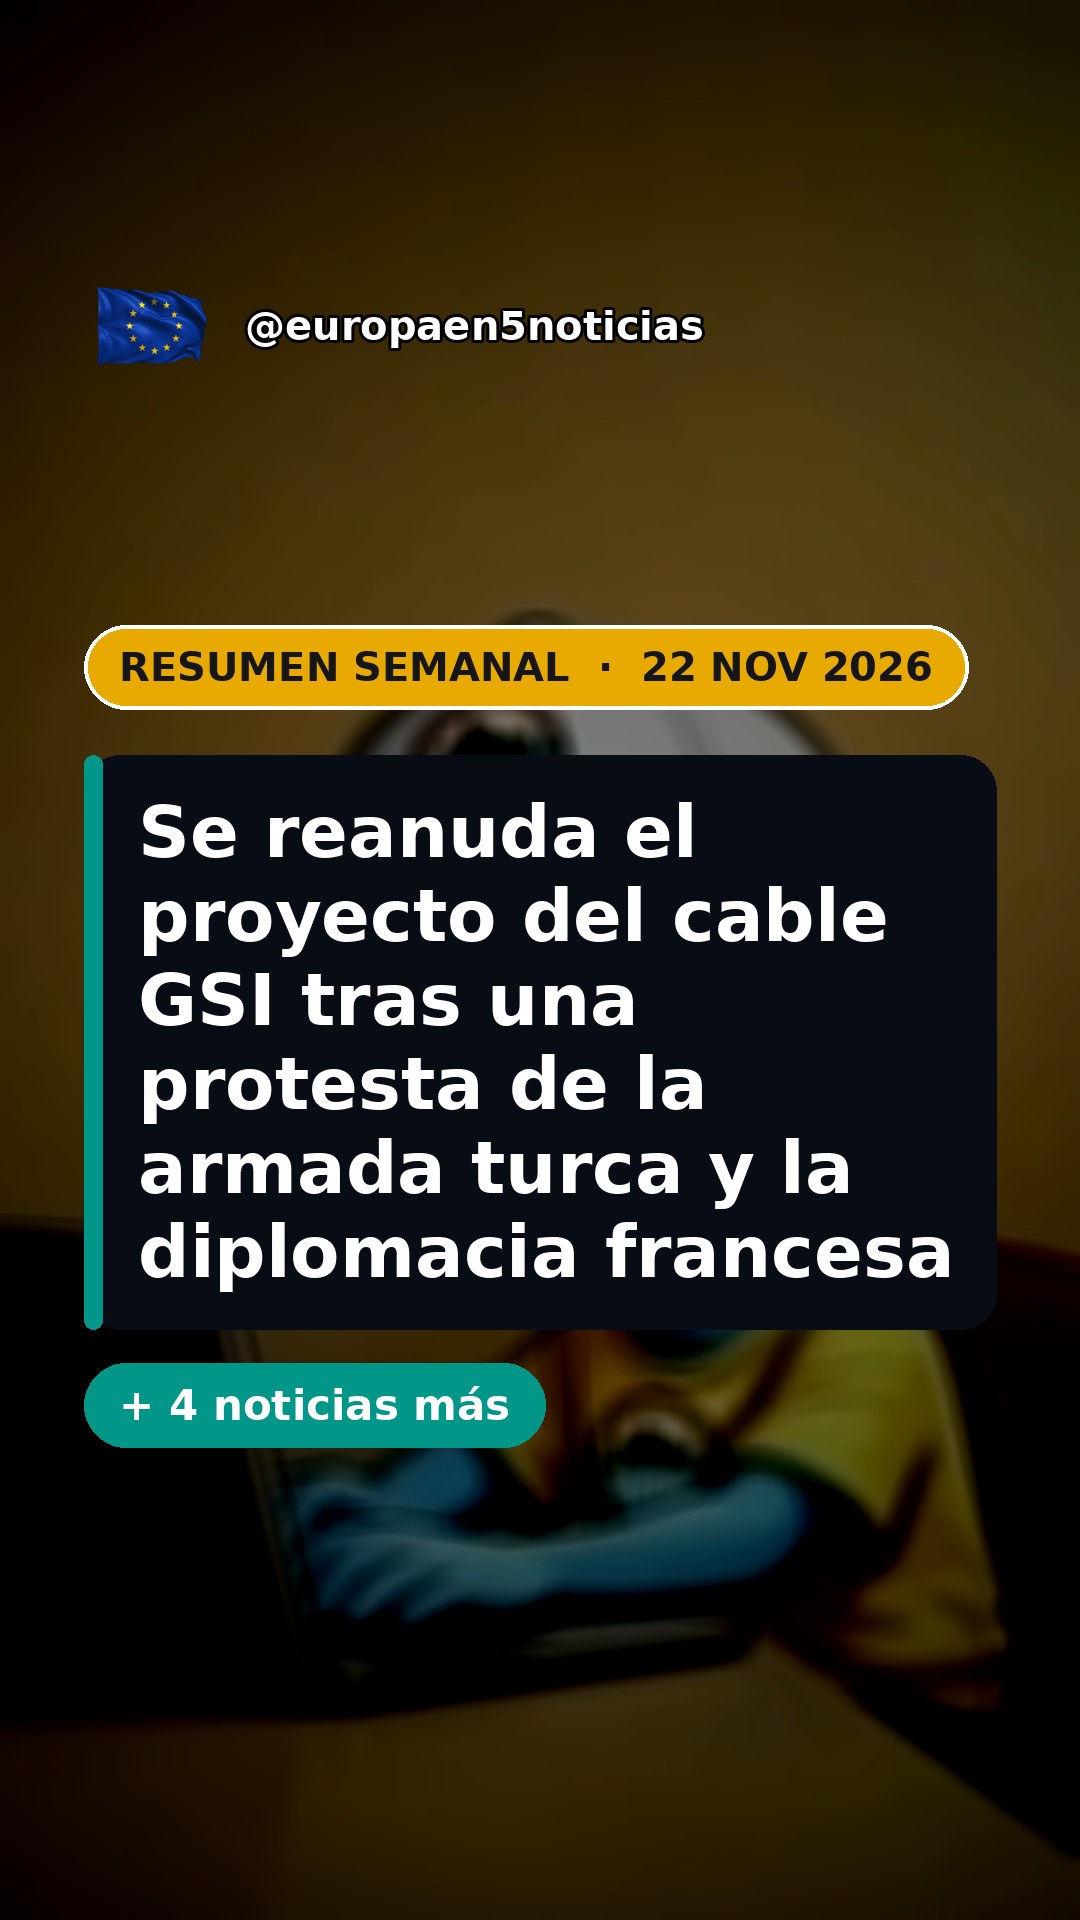 @europaen5noticias
RESUMEN SEMANAL · 22 NOV 2026
Se reanuda el
proyecto del cable
GSI tras una
protesta de la
armada turca y la
diplomacia francesa
+ 4 noticias más